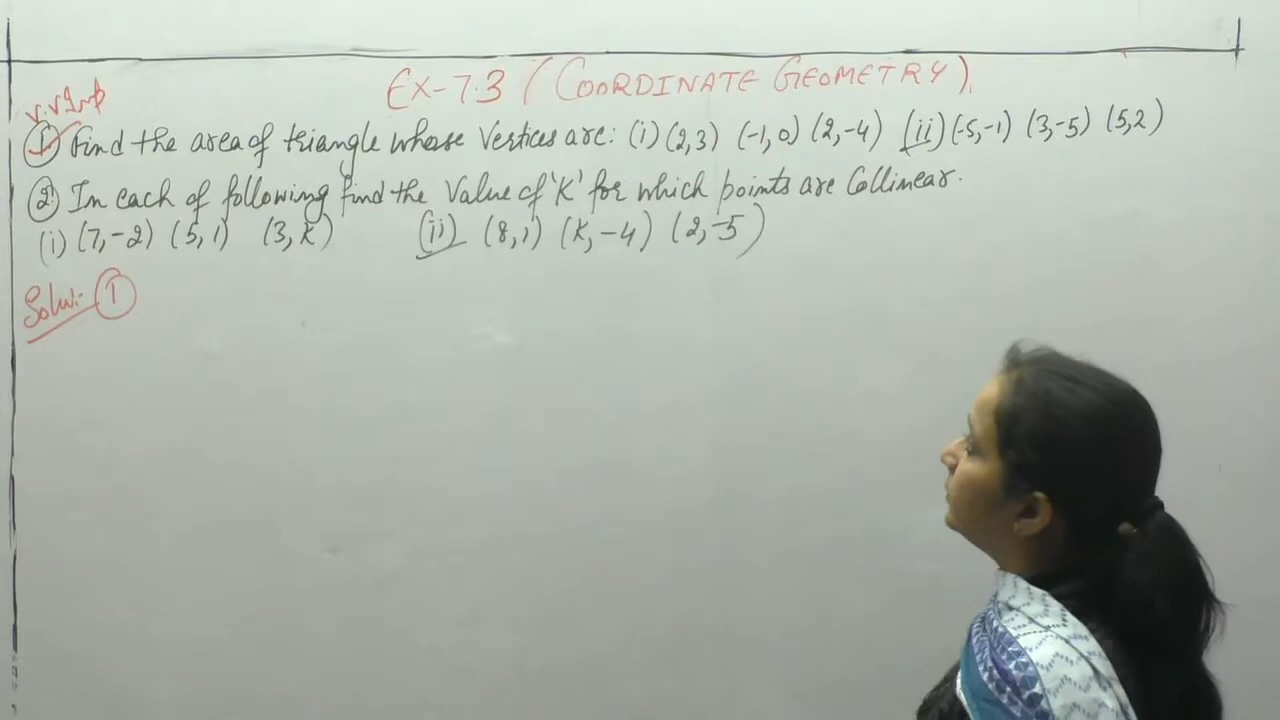 Ex-7.3 (COORDINATE GEOMETRY)
v.v Imp
① Find the area of triangle whose vertices are: (i) (2,3) (-1,0) (2,-4) (ii) (-5,-1) (3,-5) (5,2)
② In each of following find the value of 'K' for which points are Collinear.
(i) (7,-2) (5,1) (3,K) (ii) (8,1) (K,-4) (2,-5)
Solu:- ①